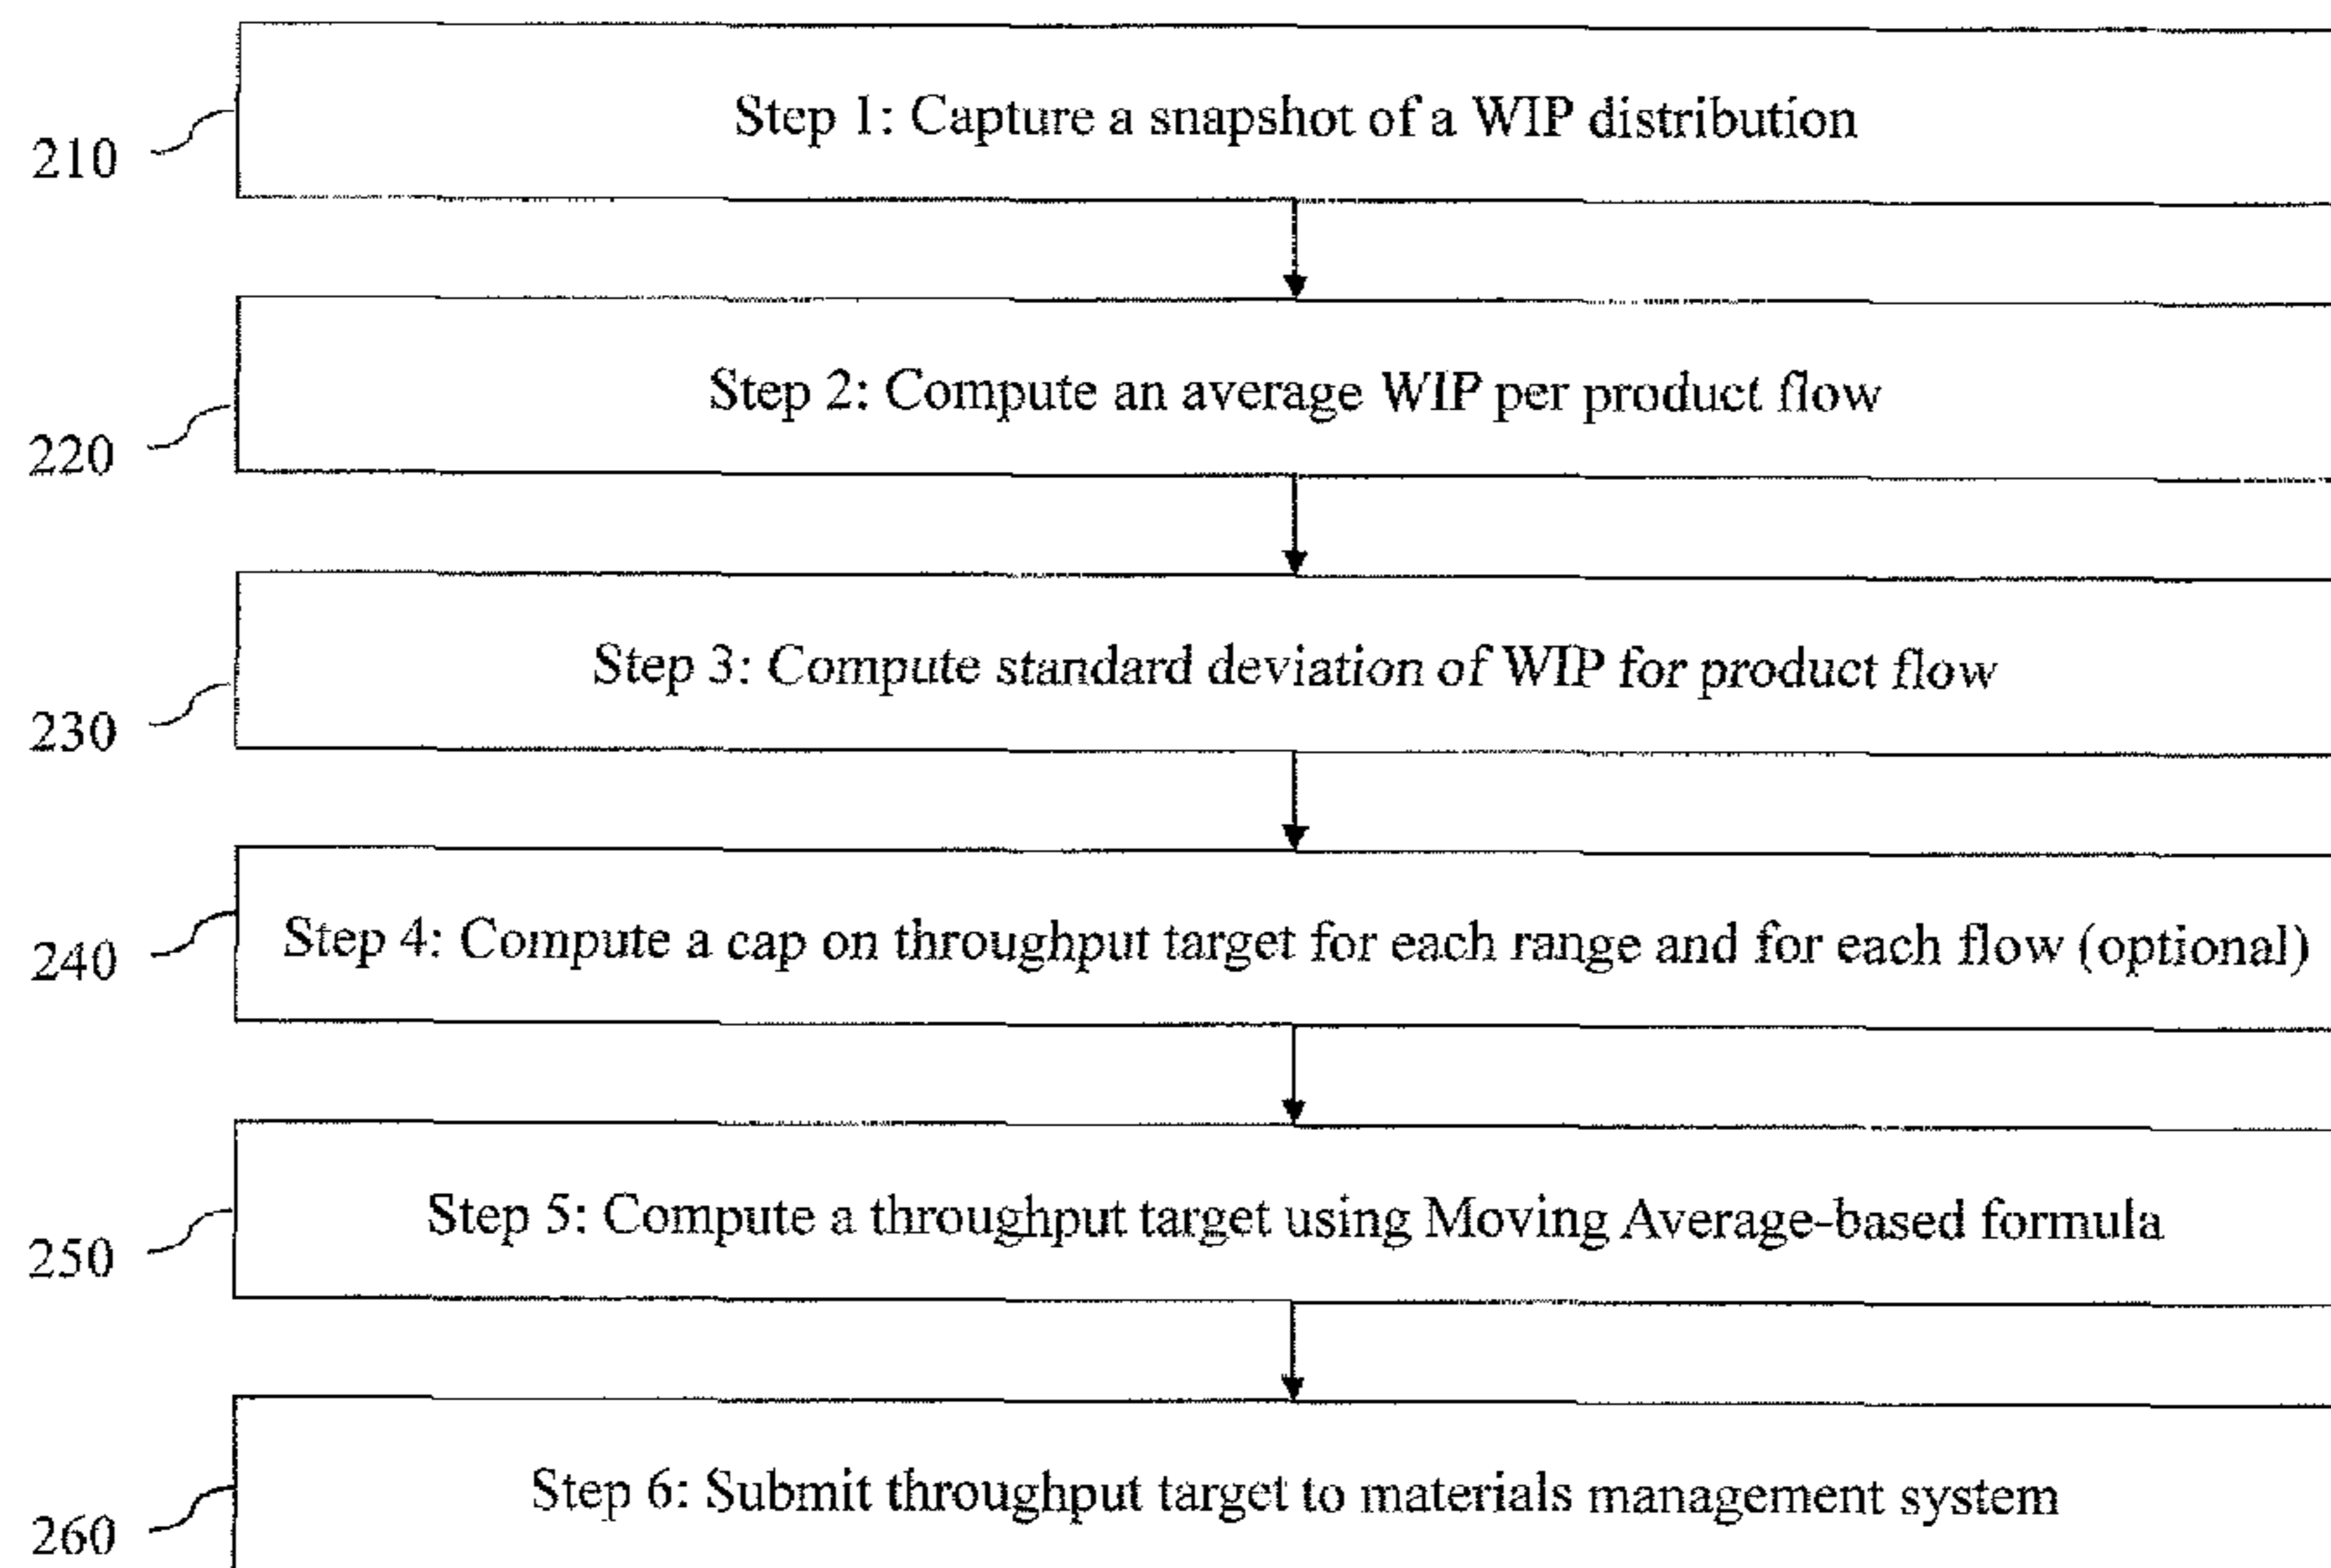 Step 1: Capture a snapshot of a WIP distribution
210
Step 2: Compute an average WIP per product flow
220
Step 3: Compute standard deviation of WIP for product flow
230
Step 4: Compute a cap on throughput target for each range and for each flow (optional)
240
Step 5: Compute a throughput target using Moving Average-based formula
250
Step 6: Submit throughput target to materials management system
260